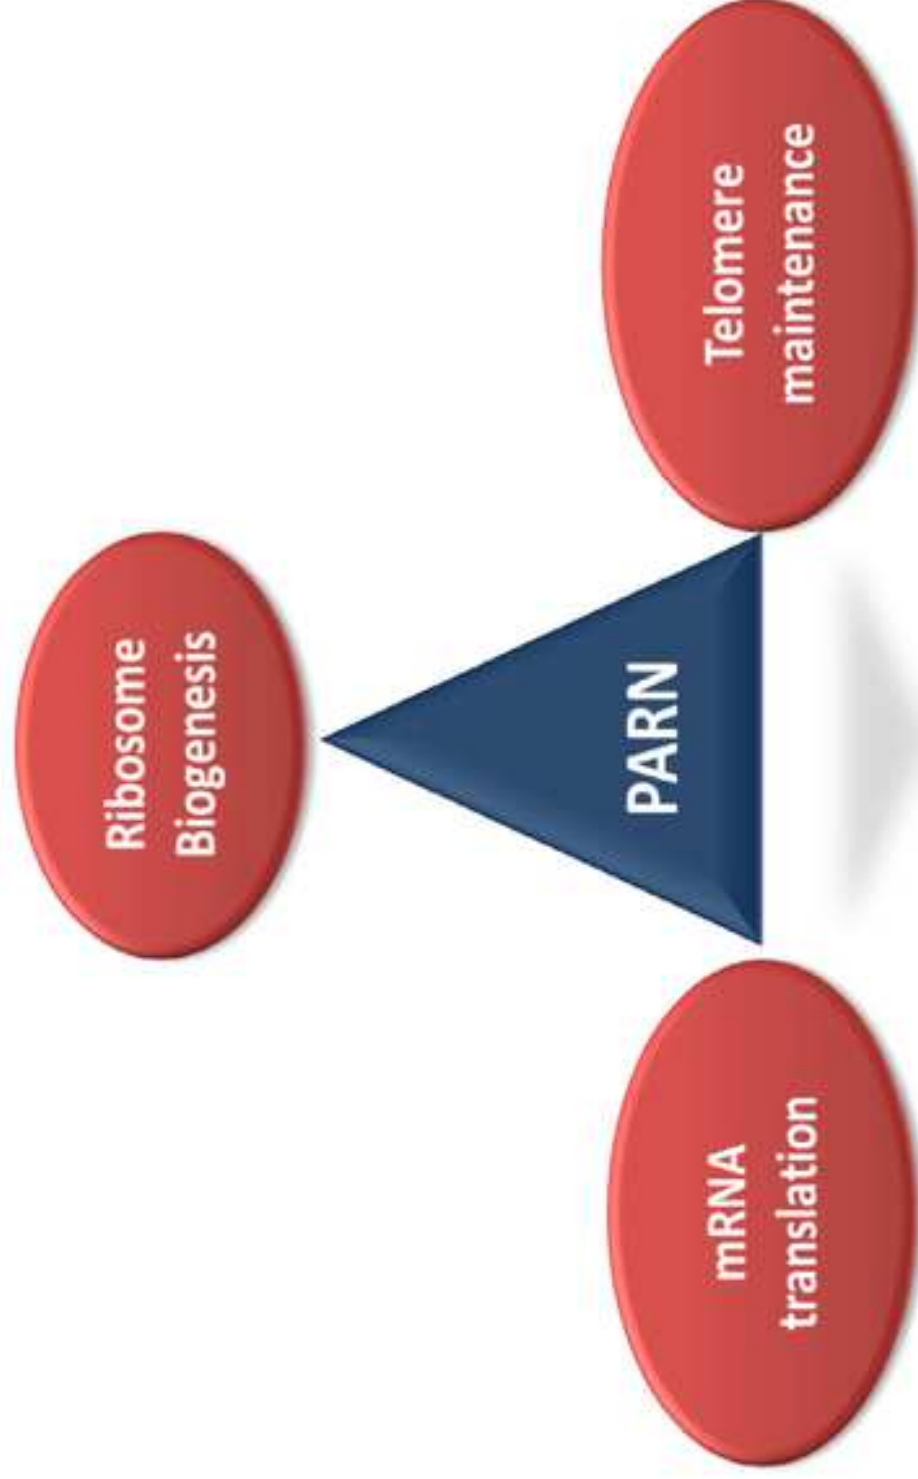 Ribosome
Biogenesis
PARN
mRNA
translation
Telomere
maintenance